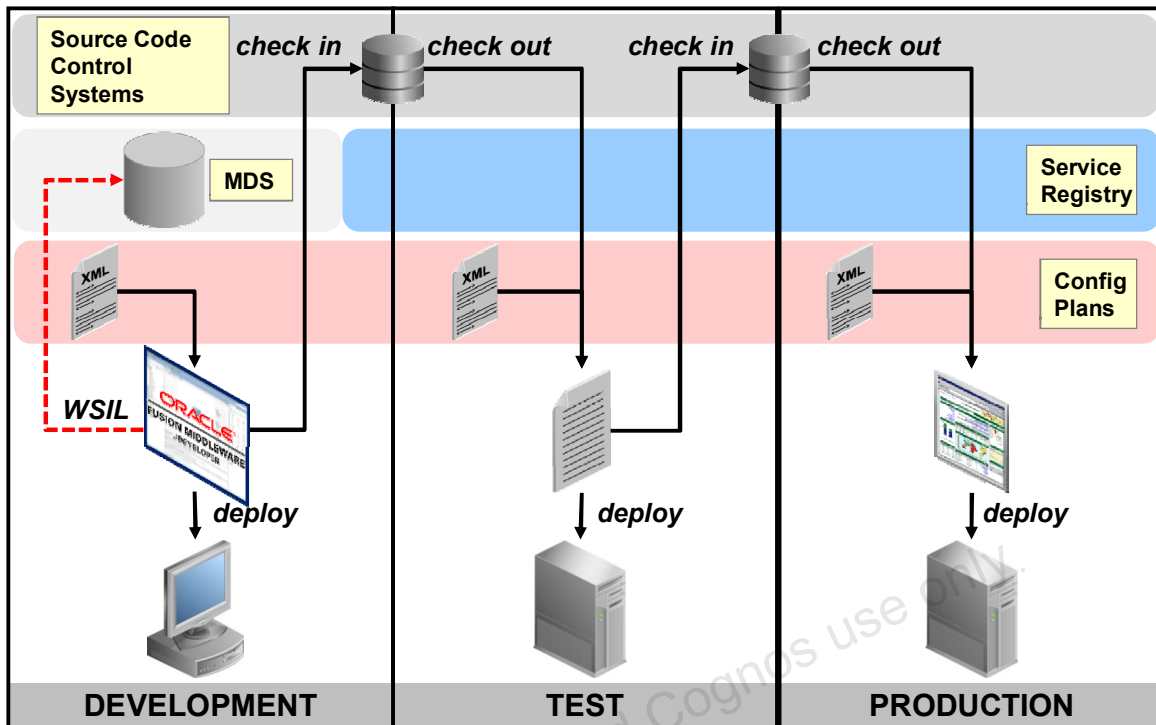 Source Code
Control
Systems
check in
check out
check in
check out
MDS
Service
Registry
XML
XML
XML
Config
Plans
WSIL
ORACLE
FUSION MIDDLEWARE
JDEVELOPER
deploy
deploy
deploy
Cognos use only.
DEVELOPMENT
TEST
PRODUCTION